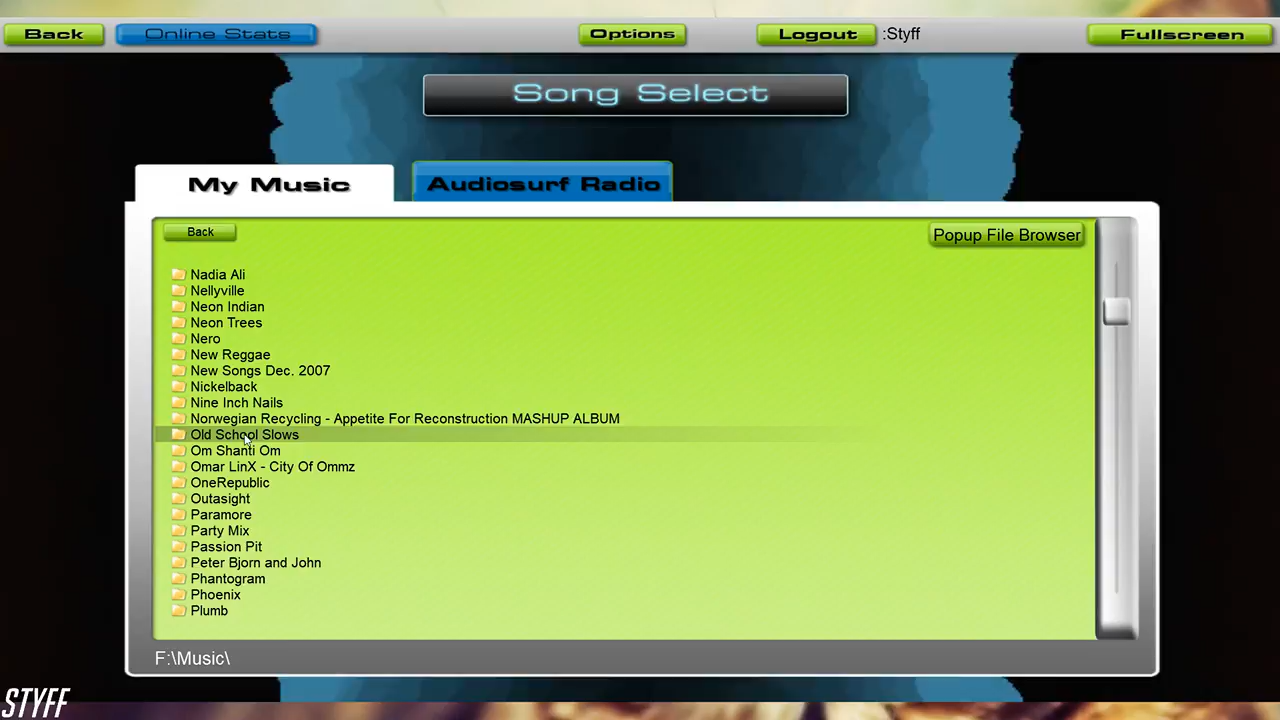 Back
Online Stats
Options
Logout
:Styff
Fullscreen
Song Select
My Music
Audiosurf Radio
Back
Popup File Browser
Nadia Ali
Nellyville
Neon Indian
Neon Trees
Nero
New Reggae
New Songs Dec. 2007
Nickelback
Nine Inch Nails
Norwegian Recycling - Appetite For Reconstruction MASHUP ALBUM
Old School Slows
Om Shanti Om
Omar LinX - City Of Ommz
OneRepublic
Outasight
Paramore
Party Mix
Passion Pit
Peter Bjorn and John
Phantogram
Phoenix
Plumb
F:\Music\
STYFF